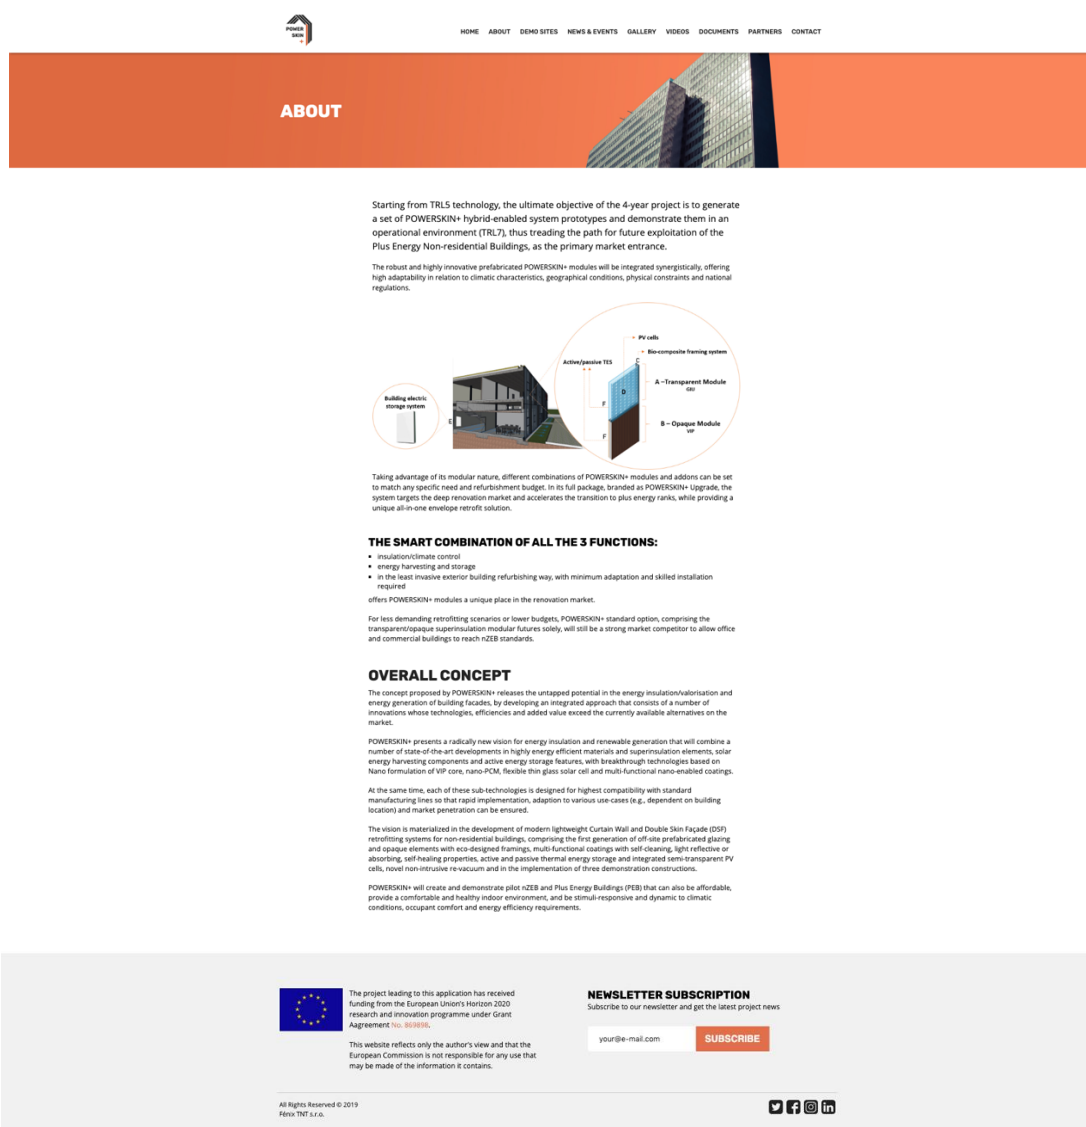 POWER
SKIN
+
HOME ABOUT DEMO SITES NEWS & EVENTS GALLERY VIDEOS DOCUMENTS PARTNERS CONTACT
ABOUT
Starting from TRL5 technology, the ultimate objective of the 4-year project is to generate
a set of POWERSKIN+ hybrid-enabled system prototypes and demonstrate them in an
operational environment (TRL7), thus treading the path for future exploitation of the
Plus Energy Non-residential Buildings, as the primary market entrance.
The robust and highly innovative prefabricated POWERSKIN+ modules will be integrated synergistically, offering
high adaptability in relation to climatic characteristics, geographical conditions, physical constraints and national
regulations.
PV cells
Bio-composite framing system
Active/passive TES
C
A –Transparent Module
GIU
D
Building electric
storage system
F
E
B – Opaque Module
VIP
F
Taking advantage of its modular nature, different combinations of POWERSKIN+ modules and addons can be set
to match any specific need and refurbishment budget. In its full package, branded as POWERSKIN+ Upgrade, the
system targets the deep renovation market and accelerates the transition to plus energy ranks, while providing a
unique all-in-one envelope retrofit solution.
THE SMART COMBINATION OF ALL THE 3 FUNCTIONS:
▪ insulation/climate control
▪ energy harvesting and storage
▪ in the least invasive exterior building refurbishing way, with minimum adaptation and skilled installation
required
offers POWERSKIN+ modules a unique place in the renovation market.
For less demanding retrofitting scenarios or lower budgets, POWERSKIN+ standard option, comprising the
transparent/opaque superinsulation modular futures solely, will still be a strong market competitor to allow office
and commercial buildings to reach nZEB standards.
OVERALL CONCEPT
The concept proposed by POWERSKIN+ releases the untapped potential in the energy insulation/valorisation and
energy generation of building facades, by developing an integrated approach that consists of a number of
innovations whose technologies, efficiencies and added value exceed the currently available alternatives on the
market.
POWERSKIN+ presents a radically new vision for energy insulation and renewable generation that will combine a
number of state-of-the-art developments in highly energy efficient materials and superinsulation elements, solar
energy harvesting components and active energy storage features, with breakthrough technologies based on
Nano formulation of VIP core, nano-PCM, flexible thin glass solar cell and multi-functional nano-enabled coatings.
At the same time, each of these sub-technologies is designed for highest compatibility with standard
manufacturing lines so that rapid implementation, adaption to various use-cases (e.g., dependent on building
location) and market penetration can be ensured.
The vision is materialized in the development of modern lightweight Curtain Wall and Double Skin Façade (DSF)
retrofitting systems for non-residential buildings, comprising the first generation of off-site prefabricated glazing
and opaque elements with eco-designed framings, multi-functional coatings with self-cleaning, light reflective or
absorbing, self-healing properties, active and passive thermal energy storage and integrated semi-transparent PV
cells, novel non-intrusive re-vacuum and in the implementation of three demonstration constructions.
POWERSKIN+ will create and demonstrate pilot nZEB and Plus Energy Buildings (PEB) that can also be affordable,
provide a comfortable and healthy indoor environment, and be stimuli-responsive and dynamic to climatic
conditions, occupant comfort and energy efficiency requirements.
The project leading to this application has received
funding from the European Union's Horizon 2020
research and innovation programme under Grant
Aagreement No. 869898.
This website reflects only the author's view and that the
European Commission is not responsible for any use that
may be made of the information it contains.
NEWSLETTER SUBSCRIPTION
Subscribe to our newsletter and get the latest project news
your@e-mail.com SUBSCRIBE
All Rights Reserved © 2019
Fénix TNT s.r.o.